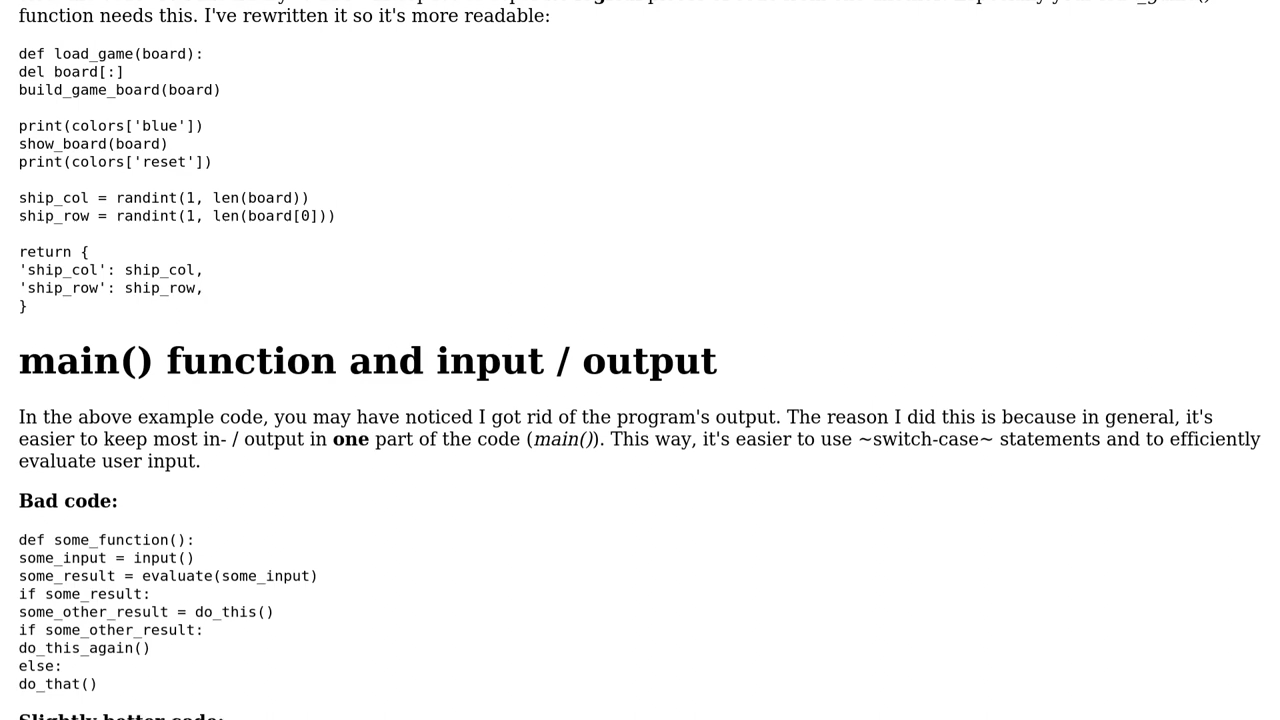 function needs this. I've rewritten it so it's more readable:
def load_game(board):
del board[:]
build_game_board(board)
print(colors['blue'])
show_board(board)
print(colors['reset'])
ship_col = randint(1, len(board))
ship_row = randint(1, len(board[0]))
return {
'ship_col': ship_col,
'ship_row': ship_row,
}
main() function and input / output
In the above example code, you may have noticed I got rid of the program's output. The reason I did this is because in general, it's
easier to keep most in- / output in one part of the code (main()). This way, it's easier to use ~switch-case~ statements and to efficiently
evaluate user input.
Bad code:
def some_function():
some_input = input()
some_result = evaluate(some_input)
if some_result:
some_other_result = do_this()
if some_other_result:
do_this_again()
else:
do_that()
Slightly better code: